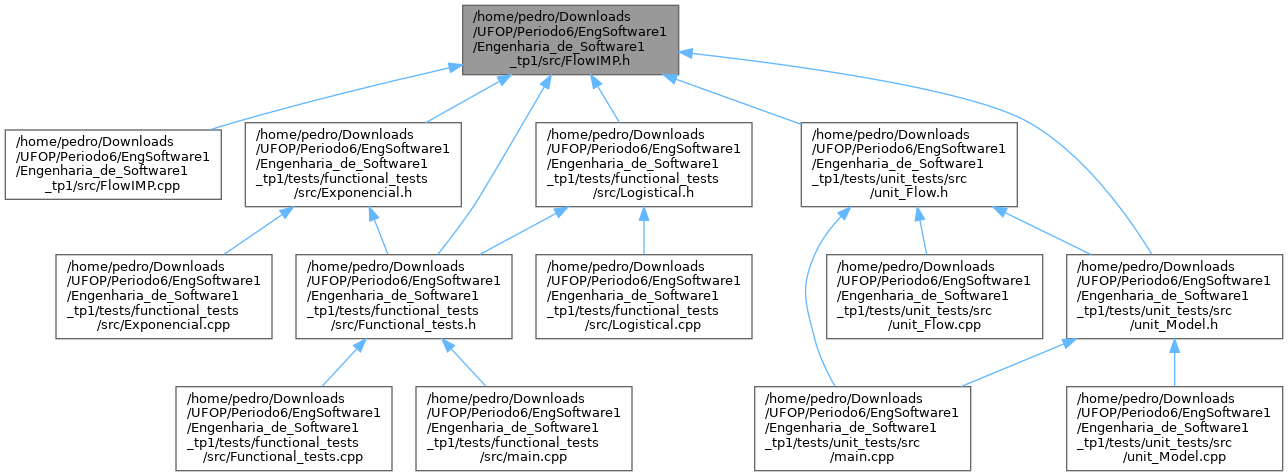 /home/pedro/Downloads
/UFOP/Periodo6/EngSoftware1
/Engenharia_de_Software1
_tp1/src/FlowIMP.h
/home/pedro/Downloads
/UFOP/Periodo6/EngSoftware1
/Engenharia_de_Software1
_tp1/src/FlowIMP.cpp
/home/pedro/Downloads
/UFOP/Periodo6/EngSoftware1
/Engenharia_de_Software1
_tp1/tests/functional_tests
/src/Exponencial.h
/home/pedro/Downloads
/UFOP/Periodo6/EngSoftware1
/Engenharia_de_Software1
_tp1/tests/functional_tests
/src/Logistical.h
/home/pedro/Downloads
/UFOP/Periodo6/EngSoftware1
/Engenharia_de_Software1
_tp1/tests/unit_tests/src
/unit_Flow.h
/home/pedro/Downloads
/UFOP/Periodo6/EngSoftware1
/Engenharia_de_Software1
_tp1/tests/functional_tests
/src/Exponencial.cpp
/home/pedro/Downloads
/UFOP/Periodo6/EngSoftware1
/Engenharia_de_Software1
_tp1/tests/functional_tests
/src/Functional_tests.h
/home/pedro/Downloads
/UFOP/Periodo6/EngSoftware1
/Engenharia_de_Software1
_tp1/tests/functional_tests
/src/Logistical.cpp
/home/pedro/Downloads
/UFOP/Periodo6/EngSoftware1
/Engenharia_de_Software1
_tp1/tests/unit_tests/src
/unit_Flow.cpp
/home/pedro/Downloads
/UFOP/Periodo6/EngSoftware1
/Engenharia_de_Software1
_tp1/tests/unit_tests/src
/unit_Model.h
/home/pedro/Downloads
/UFOP/Periodo6/EngSoftware1
/Engenharia_de_Software1
_tp1/tests/functional_tests
/src/Functional_tests.cpp
/home/pedro/Downloads
/UFOP/Periodo6/EngSoftware1
/Engenharia_de_Software1
_tp1/tests/functional_tests
/src/main.cpp
/home/pedro/Downloads
/UFOP/Periodo6/EngSoftware1
/Engenharia_de_Software1
_tp1/tests/unit_tests/src
/main.cpp
/home/pedro/Downloads
/UFOP/Periodo6/EngSoftware1
/Engenharia_de_Software1
_tp1/tests/unit_tests/src
/unit_Model.cpp